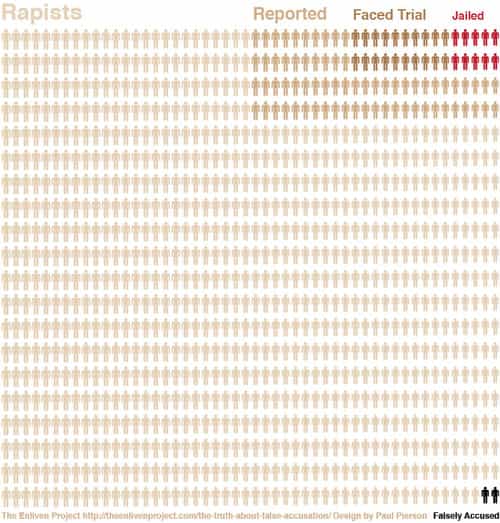 Rapists Reported Faced Trial Jailed
The Enliven Project http://theenlivenproject.com/the-truth-about-false-accusation/ Design by Paul Pierson Falsely Accused